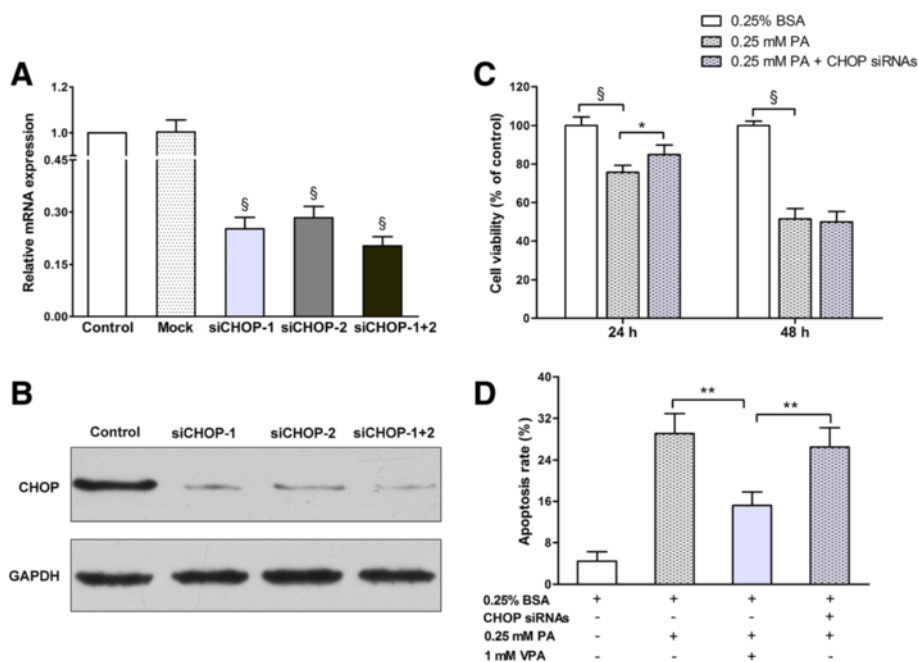 A
Relative mRNA expression
1.2
1.0
0.45
0.30
0.15
0.00
§
§
§
Control Mock siCHOP-1 siCHOP-2 siCHOP-1+2
B
Control siCHOP-1 siCHOP-2 siCHOP-1+2
CHOP
GAPDH
0.25% BSA
0.25 mM PA
0.25 mM PA + CHOP siRNAs
C
Cell viability (% of control)
120
100
80
60
40
20
0
§
*
§
24 h 48 h
D
Apoptosis rate (%)
40
32
24
16
8
0
**
**
0.25% BSA + + + +
CHOP siRNAs - - - +
0.25 mM PA - + + +
1 mM VPA - - + -